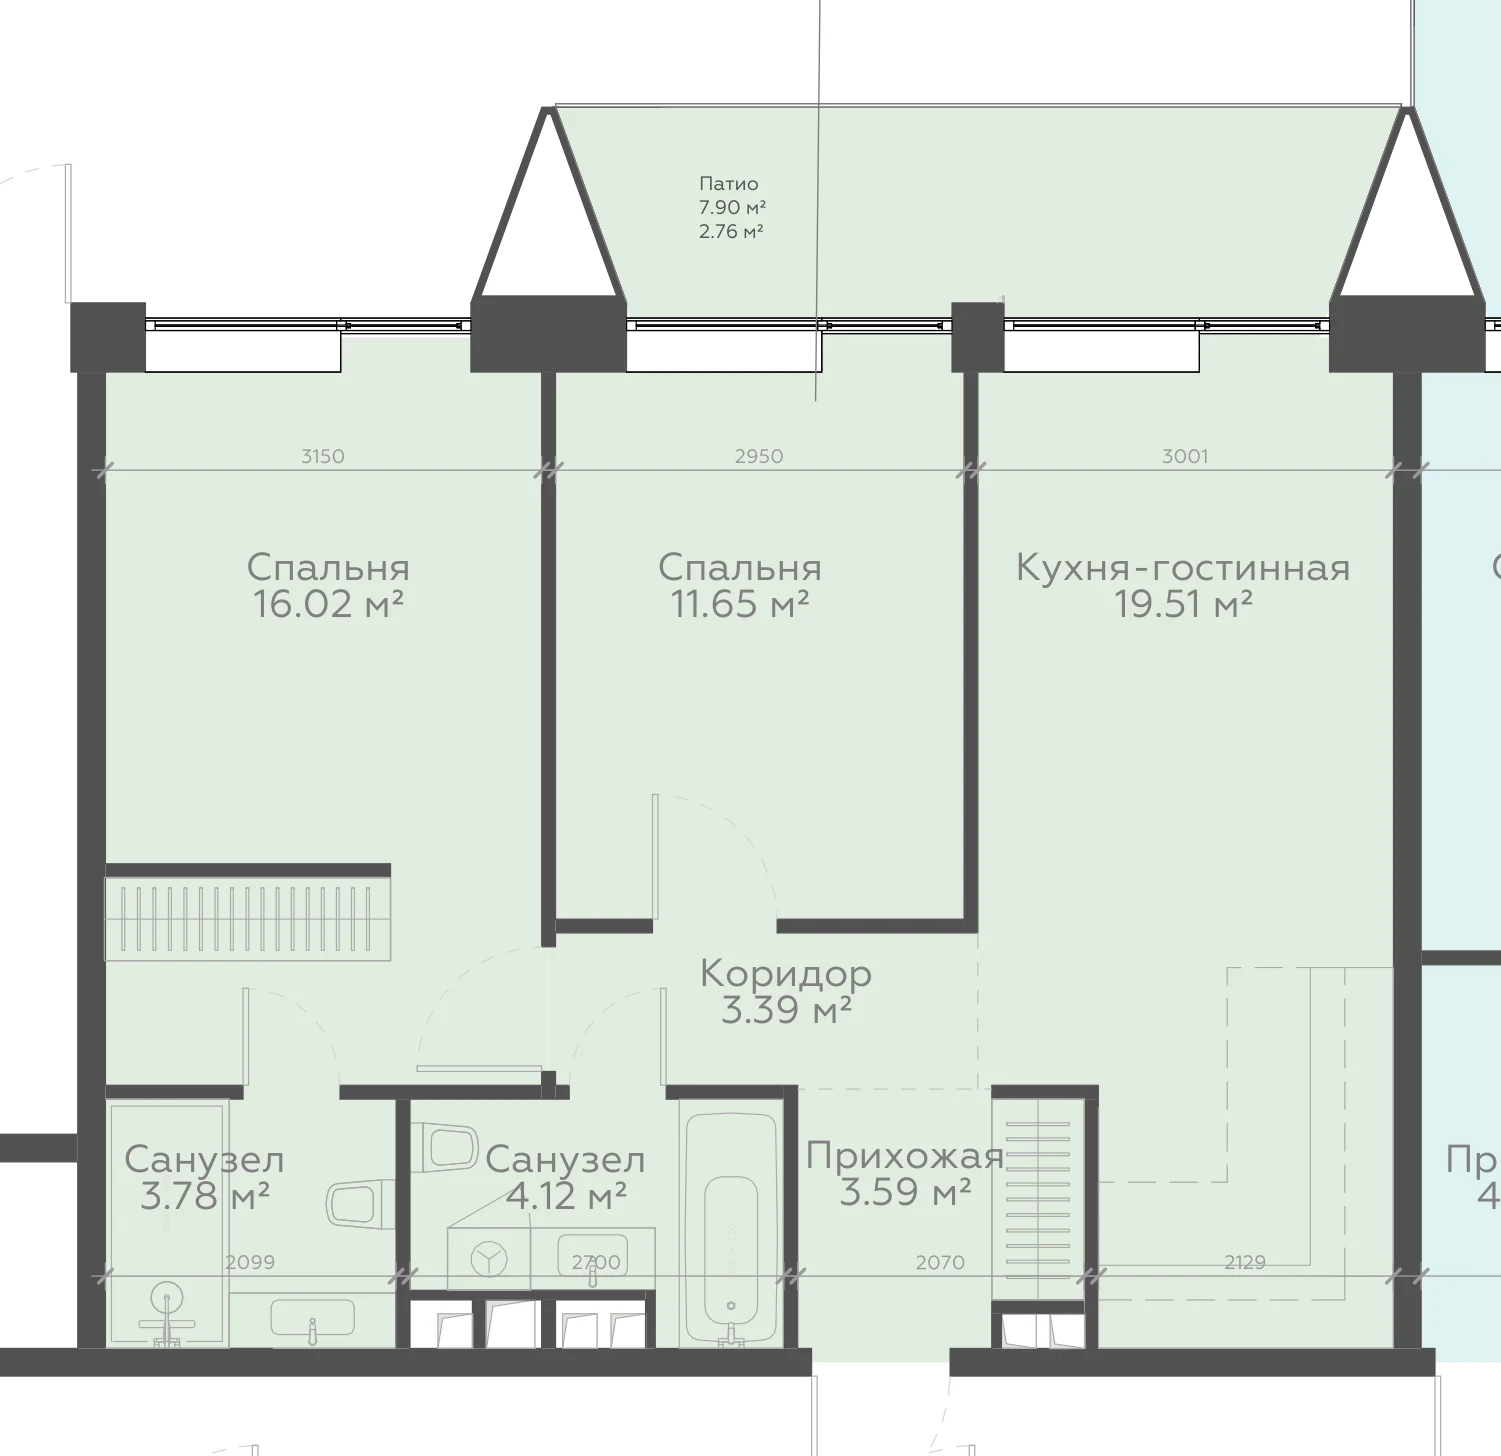 Патио
7.90 м²
2.76 м²
3150
2950
3001
Спальня
16.02 м²
Спальня
11.65 м²
Кухня-гостинная
19.51 м²
Коридор
3.39 м²
Санузел
3.78 м²
Санузел
4.12 м²
Прихожая
3.59 м²
Пр
4
2099
2700
2070
2129